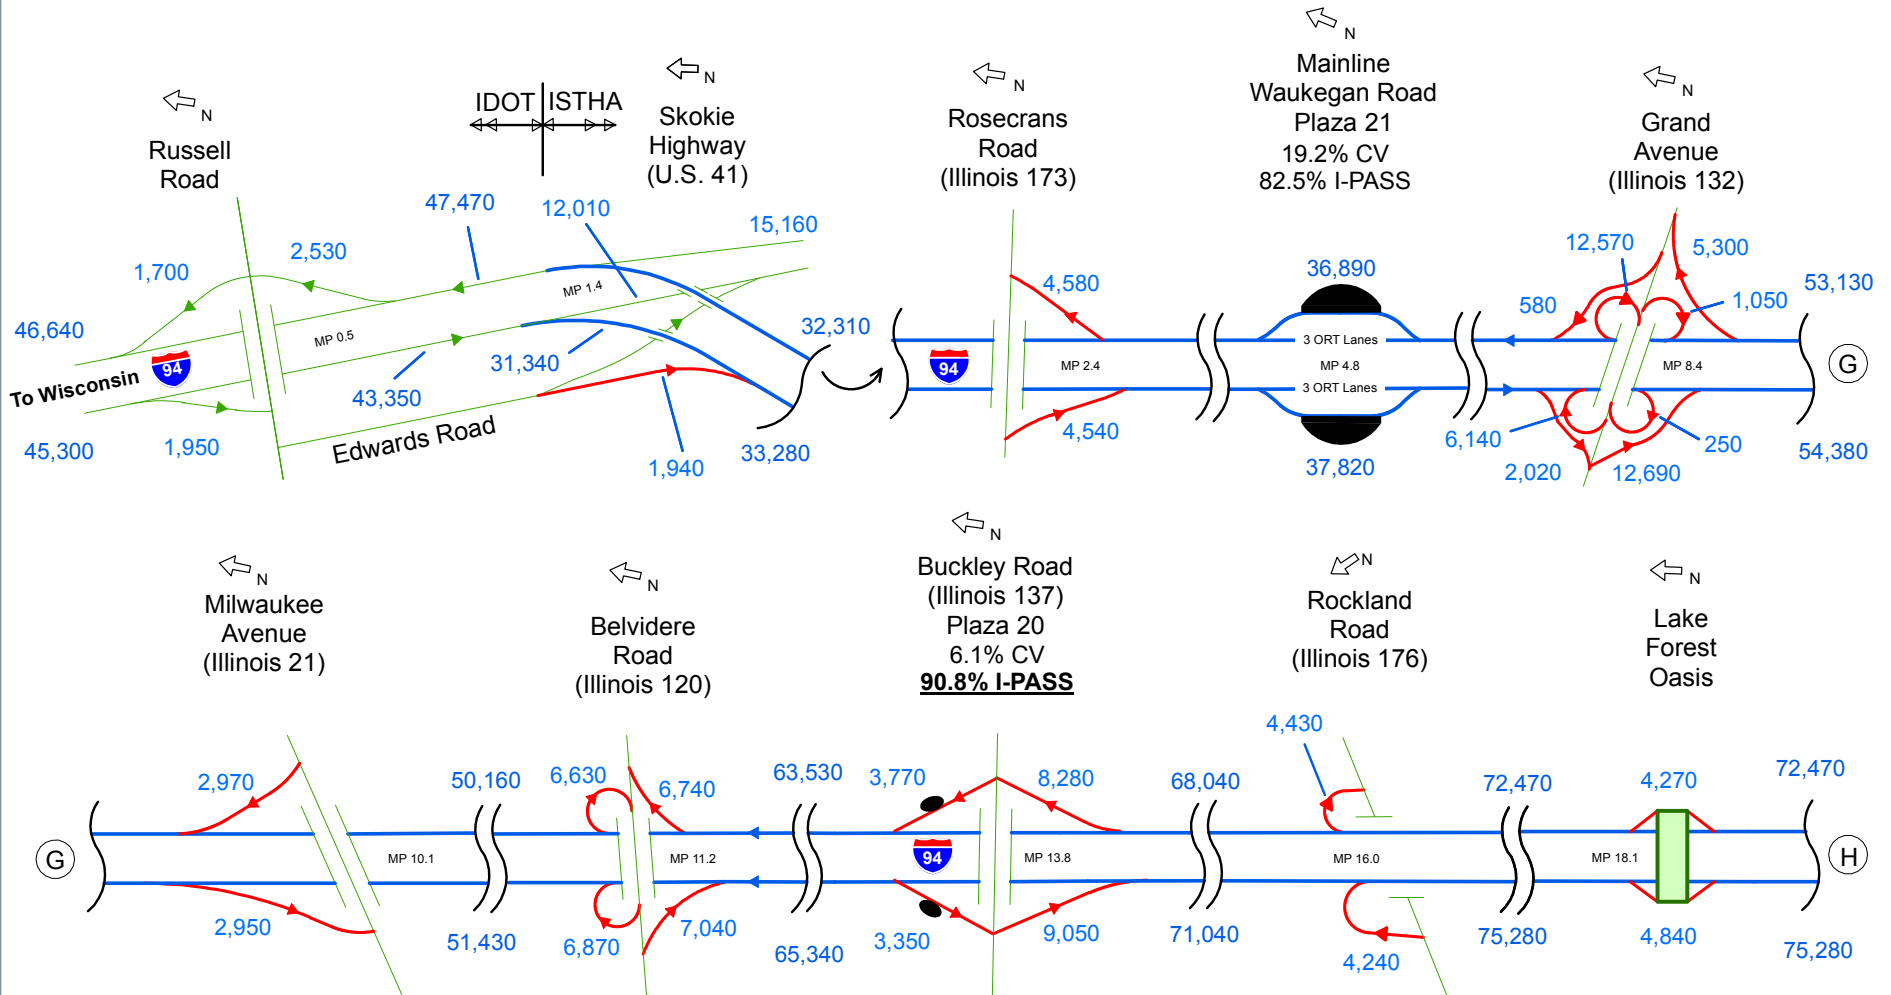 N
Russell
Road
IDOT ISTHA
N
Skokie
Highway
(U.S. 41)
N
Rosecrans
Road
(Illinois 173)
N
Mainline
Waukegan Road
Plaza 21
19.2% CV
82.5% I-PASS
N
Grand
Avenue
(Illinois 132)
47,470
12,010
15,160
2,530
1,700
MP 1.4
MP 0.5
46,640
To Wisconsin
94
31,340
43,350
32,310
45,300
1,950
Edwards Road
1,940
33,280
4,580
94
MP 2.4
4,540
36,890
3 ORT Lanes
MP 4.8
3 ORT Lanes
37,820
12,570
5,300
580
1,050
53,130
MP 8.4
G
6,140
250
2,020
12,690
54,380
N
Milwaukee
Avenue
(Illinois 21)
N
Belvidere
Road
(Illinois 120)
N
Buckley Road
(Illinois 137)
Plaza 20
6.1% CV
90.8% I-PASS
N
Rockland
Road
(Illinois 176)
N
Lake
Forest
Oasis
2,970
G
MP 10.1
2,950
50,160
51,430
6,630
6,740
MP 11.2
6,870
7,040
63,530
65,340
3,770
8,280
94
MP 13.8
3,350
9,050
68,040
71,040
4,430
MP 16.0
4,240
72,470
75,280
4,270
MP 18.1
4,840
72,470
H
75,280